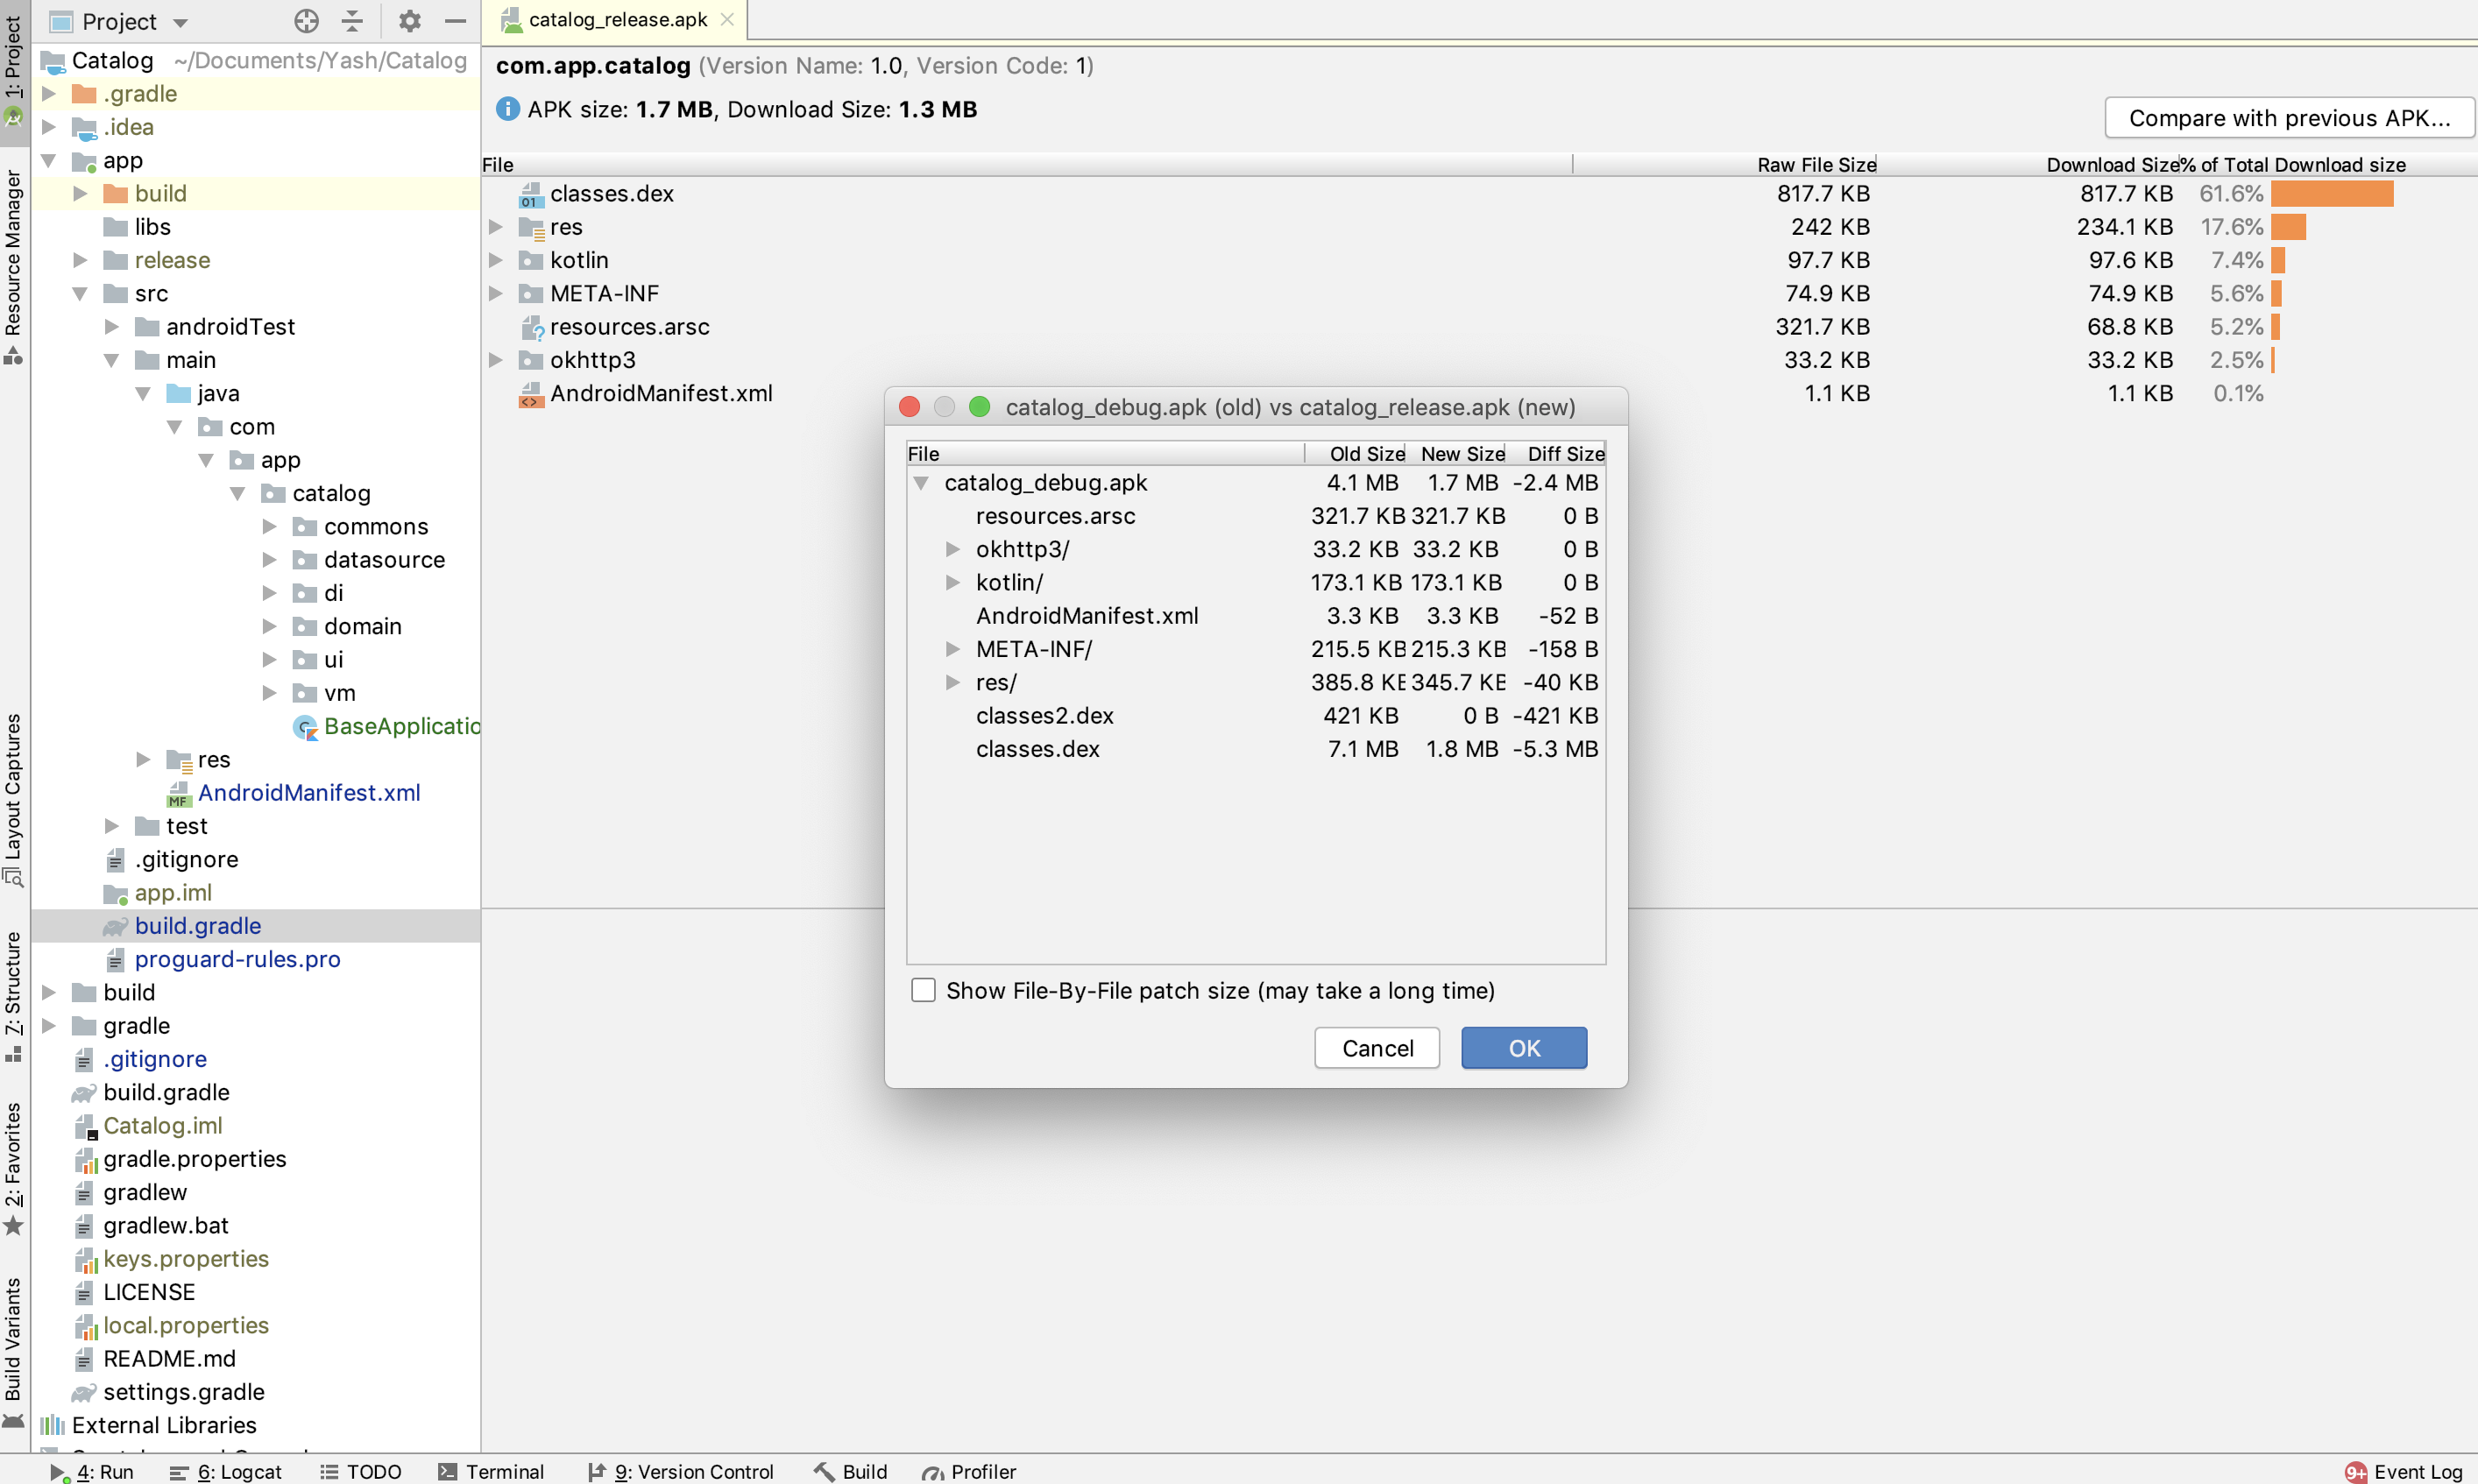 1: Project
Resource Manager
Layout Captures
7: Structure
2: Favorites
Build Variants
Project
Catalog ~/Documents/Yash/Catalog
.gradle
.idea
app
build
libs
release
src
androidTest
main
java
com
app
catalog
commons
datasource
di
domain
ui
vm
BaseApplicatio
res
AndroidManifest.xml
test
.gitignore
app.iml
build.gradle
proguard-rules.pro
build
gradle
.gitignore
build.gradle
Catalog.iml
gradle.properties
gradlew
gradlew.bat
keys.properties
LICENSE
local.properties
README.md
settings.gradle
External Libraries
catalog_release.apk
com.app.catalog (Version Name: 1.0, Version Code: 1)
APK size: 1.7 MB, Download Size: 1.3 MB
Compare with previous APK...
File Raw File Size Download Size % of Total Download size
classes.dex 817.7 KB 817.7 KB 61.6%
res 242 KB 234.1 KB 17.6%
kotlin 97.7 KB 97.6 KB 7.4%
META-INF 74.9 KB 74.9 KB 5.6%
resources.arsc 321.7 KB 68.8 KB 5.2%
okhttp3 33.2 KB 33.2 KB 2.5%
AndroidManifest.xml 1.1 KB 1.1 KB 0.1%
catalog_debug.apk (old) vs catalog_release.apk (new)
File Old Size New Size Diff Size
catalog_debug.apk 4.1 MB 1.7 MB -2.4 MB
resources.arsc 321.7 KB 321.7 KB 0 B
okhttp3/ 33.2 KB 33.2 KB 0 B
kotlin/ 173.1 KB 173.1 KB 0 B
AndroidManifest.xml 3.3 KB 3.3 KB -52 B
META-INF/ 215.5 KB 215.3 KB -158 B
res/ 385.8 KB 345.7 KB -40 KB
classes2.dex 421 KB 0 B -421 KB
classes.dex 7.1 MB 1.8 MB -5.3 MB
Show File-By-File patch size (may take a long time)
Cancel OK
4: Run 6: Logcat TODO Terminal 9: Version Control Build Profiler 9+ Event Log